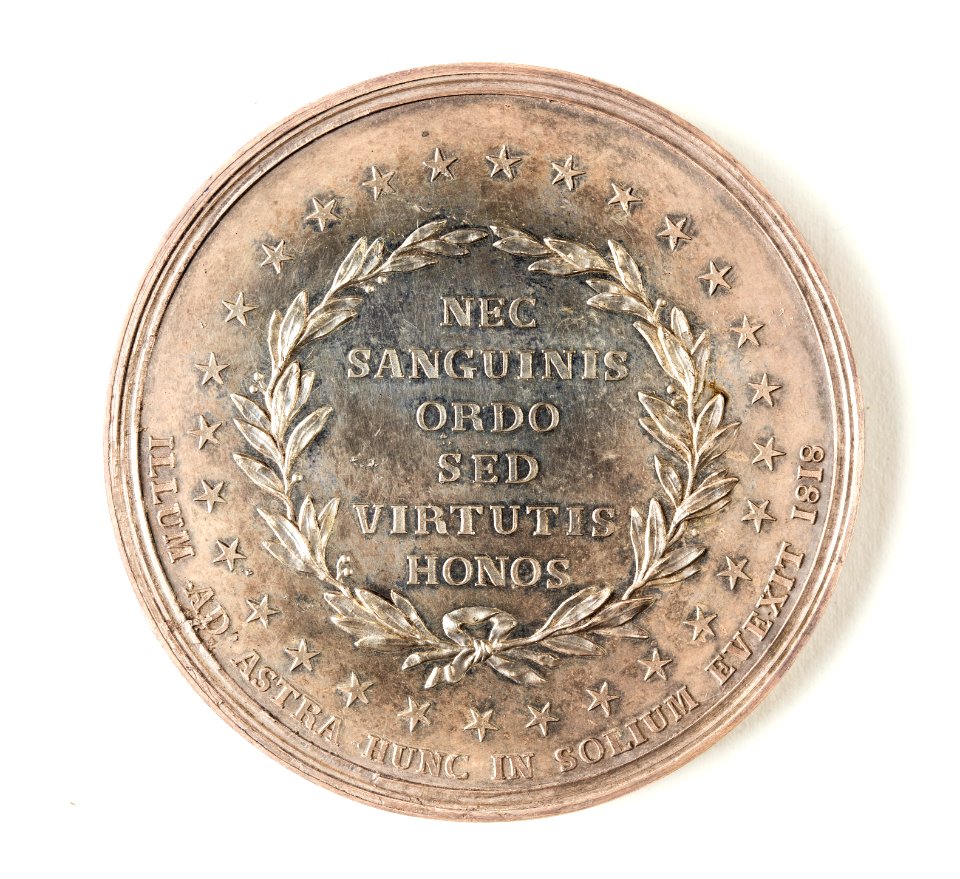 NEC
SANGUINIS
ORDO
SED
VIRTUTIS
HONOS
ILLUM AD' ASTRA HUNC IN SOLIUM EVEXIT 1818